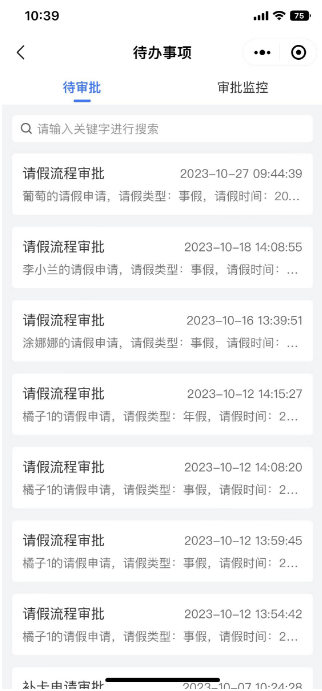 10:39
75
待办事项
待审批
审批监控
请输入关键字进行搜索
请假流程审批 2023-10-27 09:44:39
葡萄的请假申请，请假类型：事假，请假时间：20...
请假流程审批 2023-10-18 14:08:55
李小兰的请假申请，请假类型：事假，请假时间：...
请假流程审批 2023-10-16 13:39:51
涂娜娜的请假申请，请假类型：事假，请假时间：...
请假流程审批 2023-10-12 14:15:27
橘子1的请假申请，请假类型：年假，请假时间：2...
请假流程审批 2023-10-12 14:08:20
橘子1的请假申请，请假类型：事假，请假时间：2...
请假流程审批 2023-10-12 13:59:45
橘子1的请假申请，请假类型：事假，请假时间：2...
请假流程审批 2023-10-12 13:54:42
橘子1的请假申请，请假类型：事假，请假时间：2...
补卡申请审批 2023-10-07 10:24:28